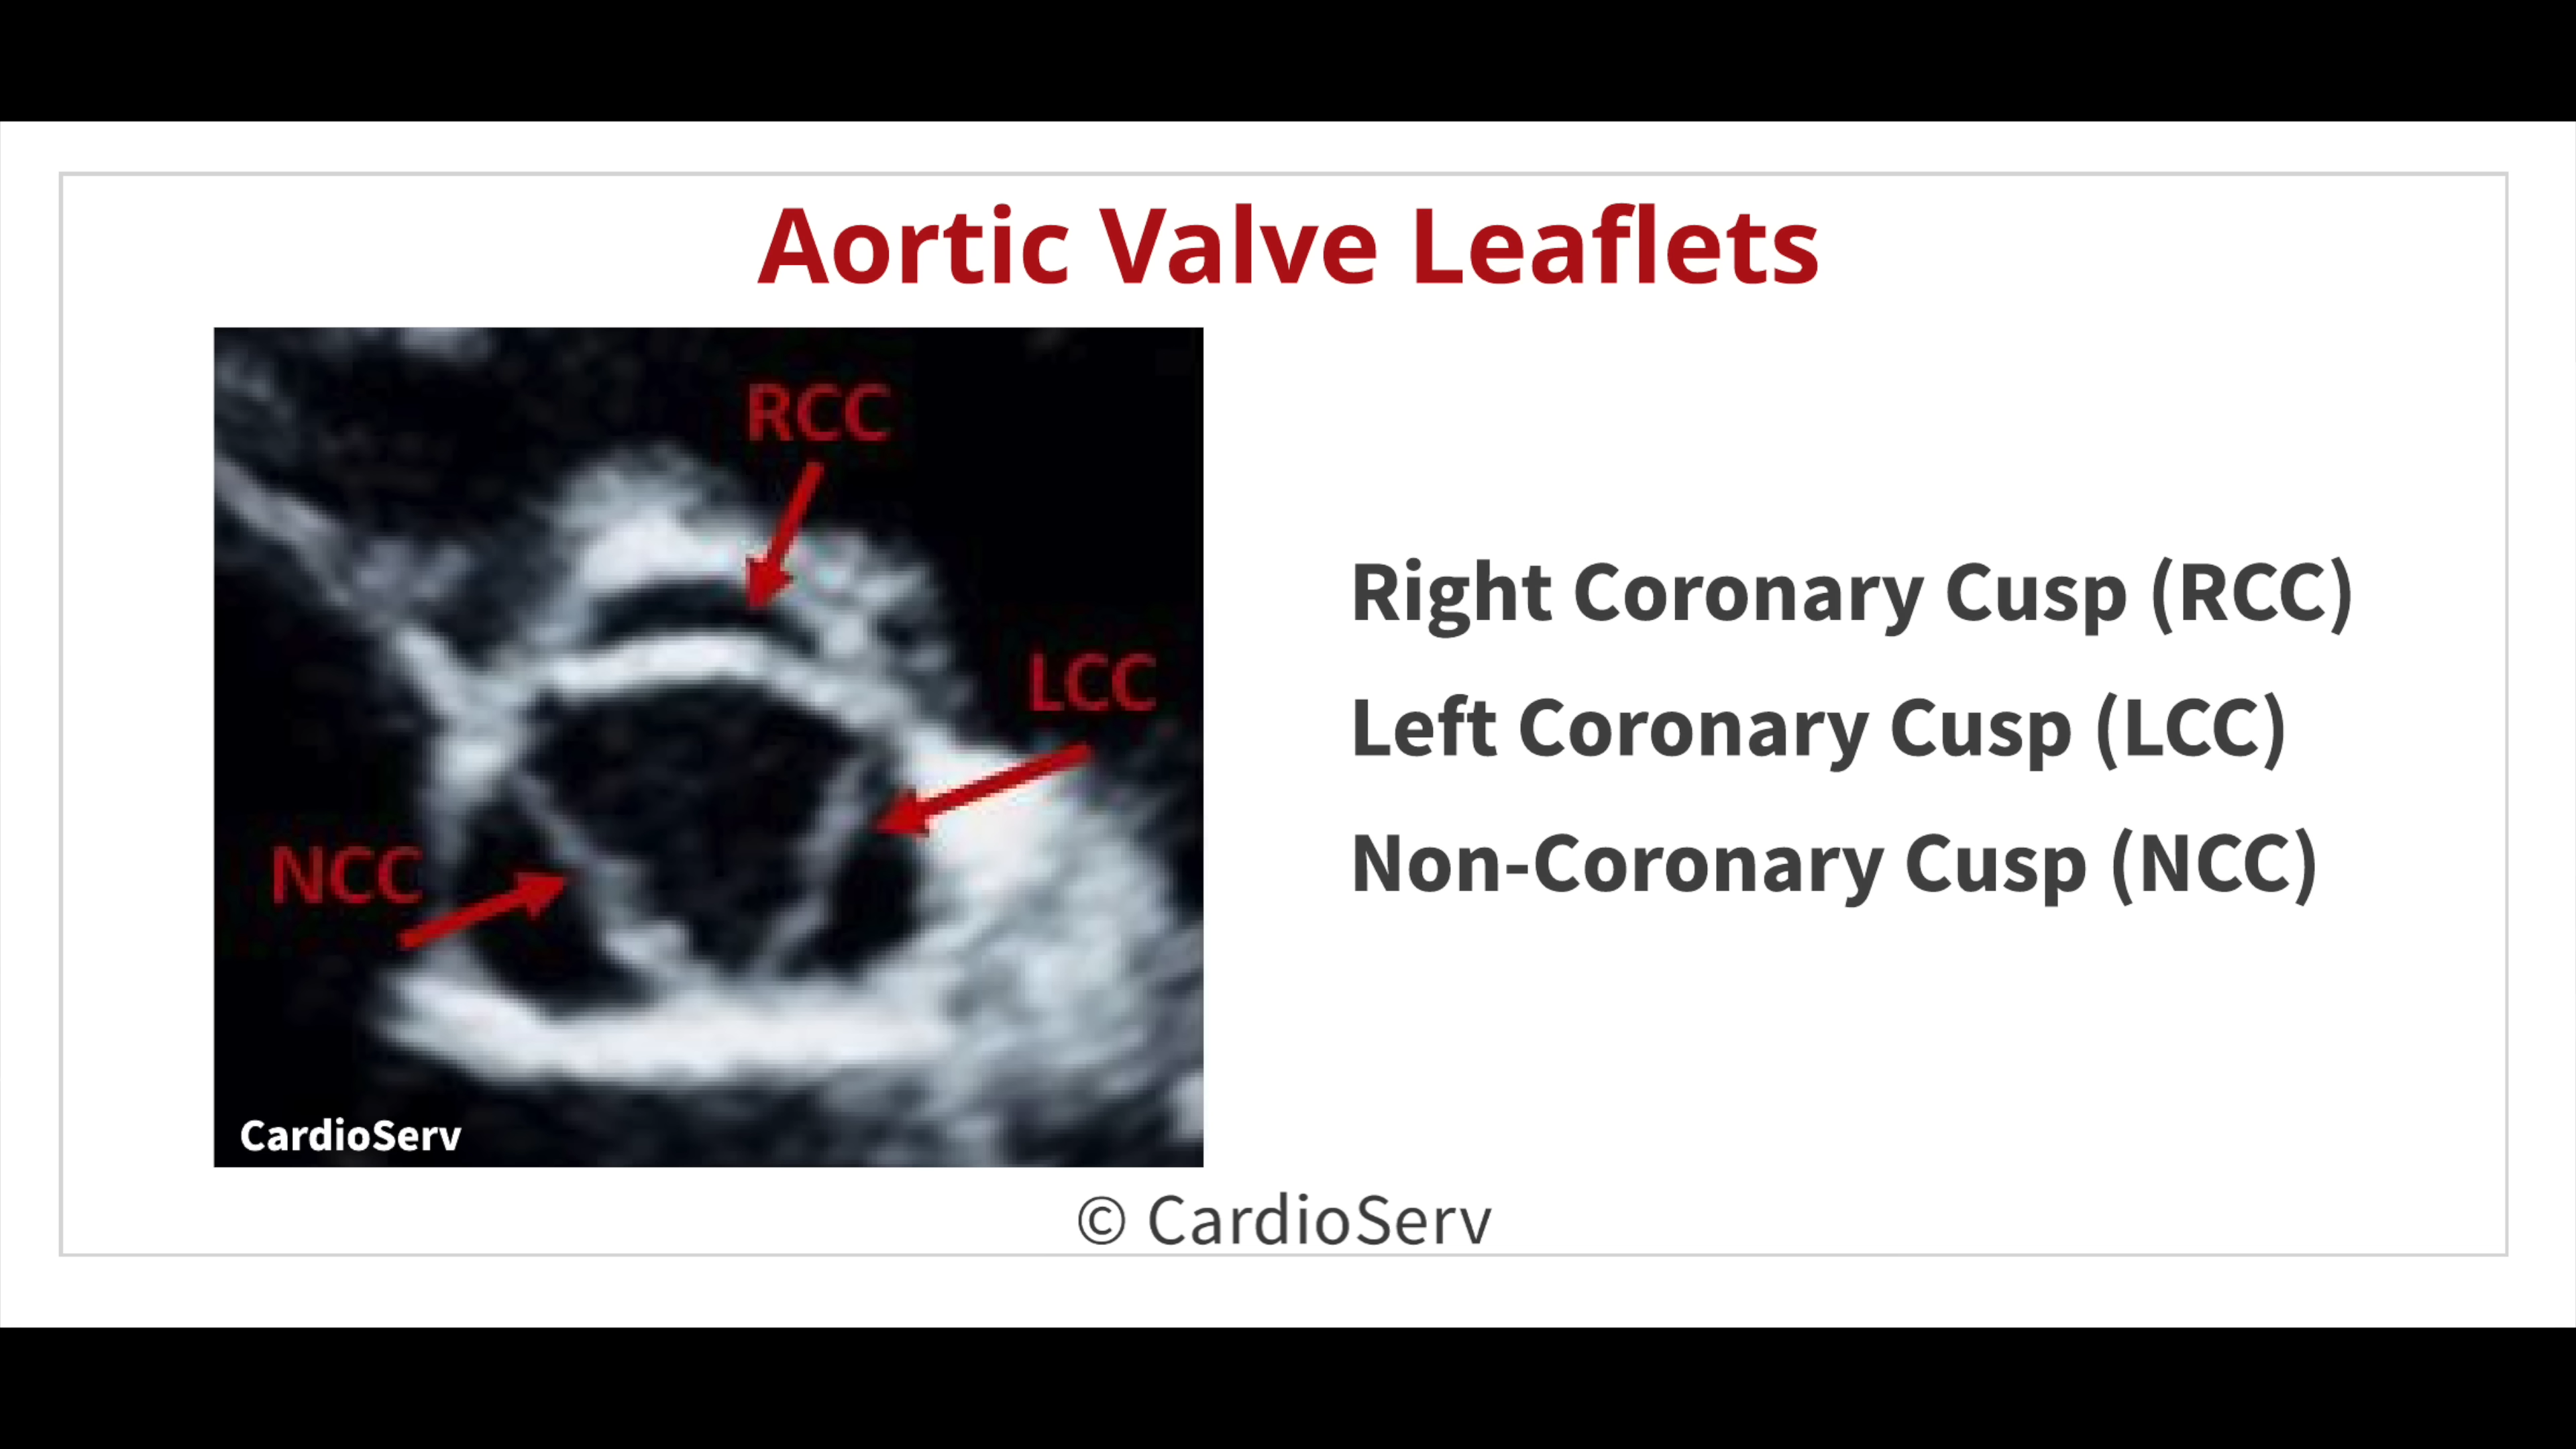 Aortic Valve Leaflets
RCC
LCC
NCC
CardioServ
Right Coronary Cusp (RCC)
Left Coronary Cusp (LCC)
Non-Coronary Cusp (NCC)
© CardioServ